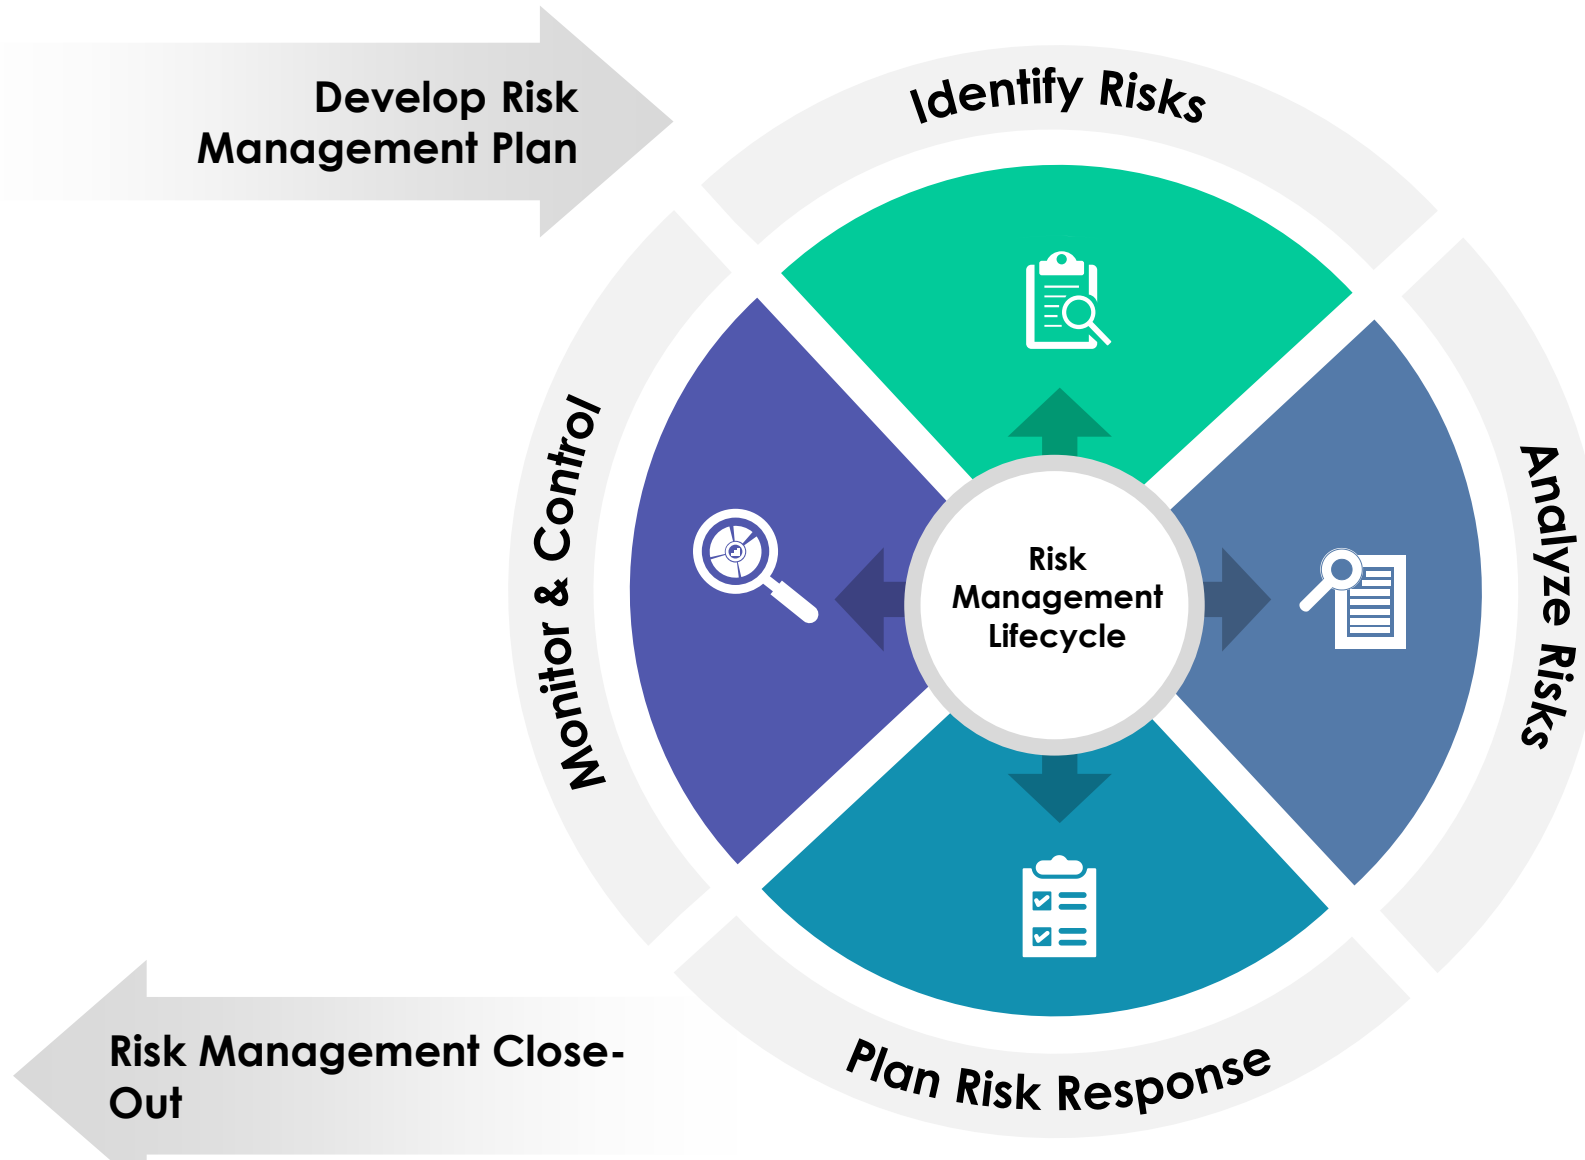 Develop Risk
Management Plan
Identify Risks
Analyze Risks
Monitor & Control
Risk
Management
Lifecycle
Plan Risk Response
Risk Management Close-
Out